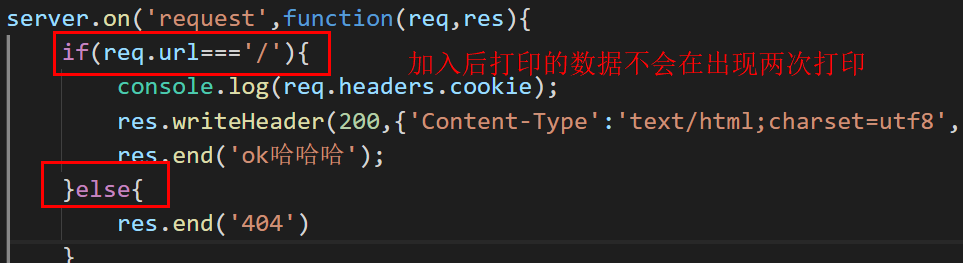 server.on('request',function(req,res){
if(req.url==='/'){
加入后打印的数据不会在出现两次打印
console.log(req.headers.cookie);
res.writeHeader(200,{'Content-Type':'text/html;charset=utf8',
res.end('ok哈哈哈');
}else{
res.end('404')
}